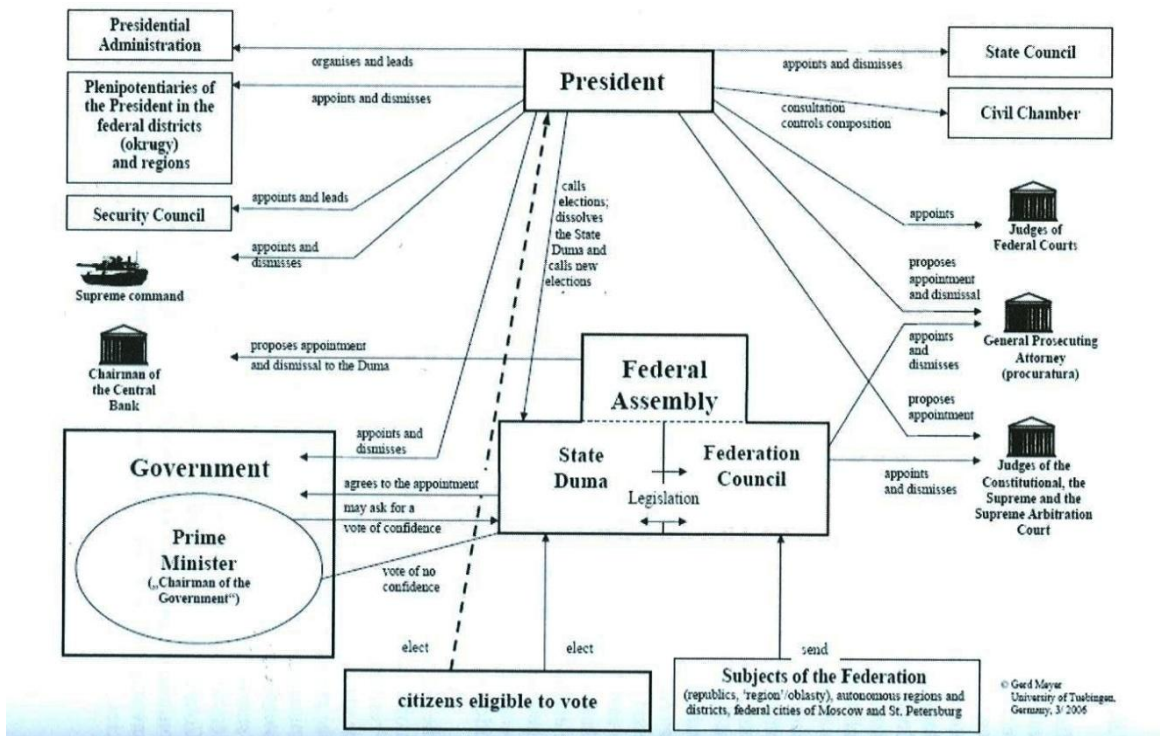 Presidential
Administration
organises and leads
President
appoints and dismisses
State Council
Plenipotentiaries of
the President in the
federal districts
(okrugy)
and regions
appoints and dismisses
consultation
controls composition
Civil Chamber
Security Council
appoints and leads
calls
elections;
dissolves
the State
Duma and
calls new
elections
appoints
Judges of
Federal Courts
appoints and
dismisses
Supreme command
proposes
appointment
and dismissal
General Prosecuting
Attorney
(procuratura)
appoints
and
dismisses
proposes appointment
and dismissal to the Duma
Chairman of
the Central
Bank
Federal
Assembly
proposes
appointment
Judges of the
Constitutional, the
Supreme and the
Supreme Arbitration
Court
appoints
and dismisses
State
Duma
Federation
Council
Legislation
Government
appoints and
dismisses
agrees to the appointment
may ask for a
vote of confidence
vote of no
confidence
Prime
Minister
(„Chairman of the
Government“)
elect
elect
send
citizens eligible to vote
Subjects of the Federation
(republics, ‘region’/oblasty), autonomous regions and
districts, federal cities of Moscow and St. Petersburg
© Gerd Meyer
University of Tuebingen,
Germany, 3/ 2006